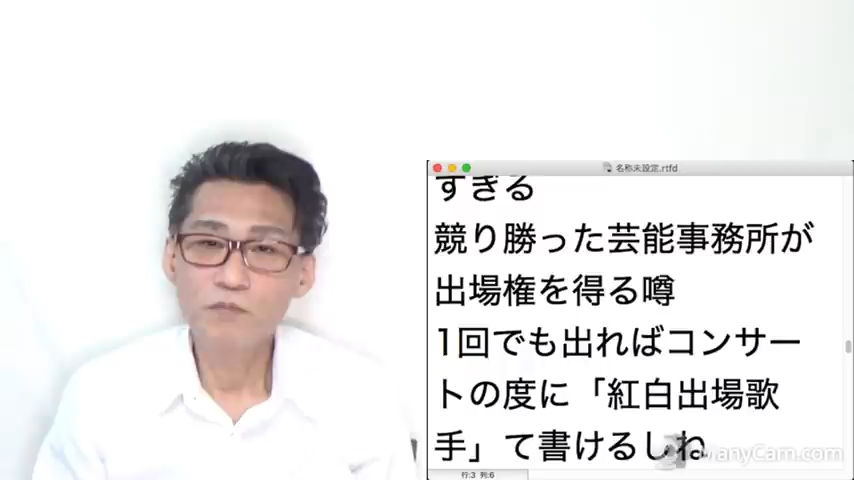 名称未設定.rtfd
すぎる
競り勝った芸能事務所が
出場権を得る噂
1回でも出ればコンサー
トの度に「紅白出場歌
手」て書けるしね
ManyCam.com
行:3 列:6